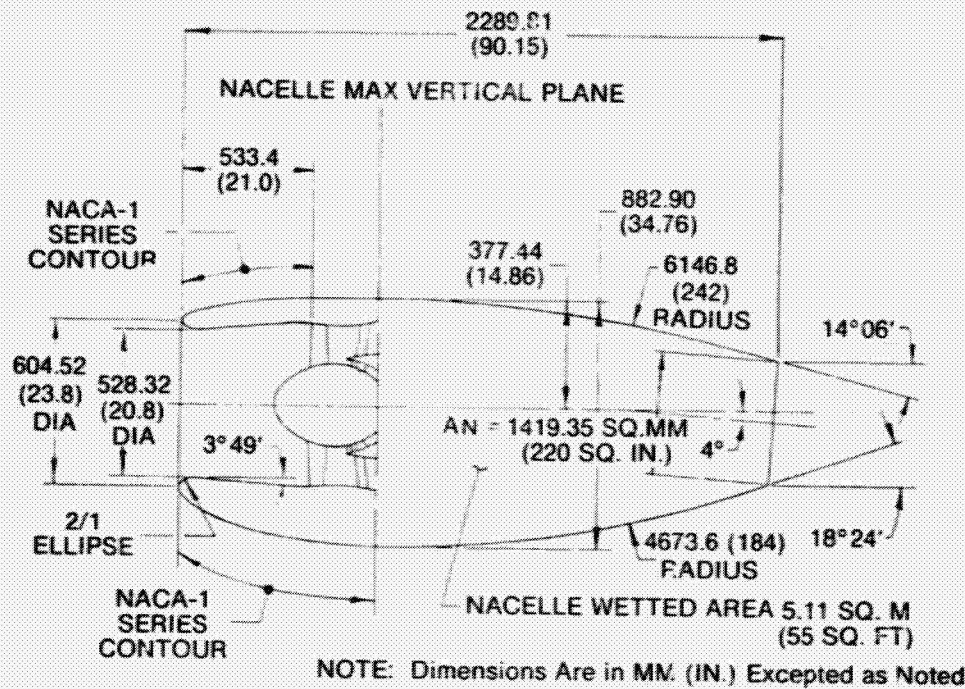 2289.81
(90.15)
NACELLE MAX VERTICAL PLANE
533.4
(21.0)
882.90
(34.76)
NACA-1
SERIES
CONTOUR
377.44
(14.86)
6146.8
(242)
RADIUS
14°06'
604.52
(23.8)
DIA
528.32
(20.8)
DIA
3°49'
AN = 1419.35 SQ.MM
(220 SQ. IN.)
4°
2/1
ELLIPSE
4673.6 (184)
RADIUS
18°24'
NACA-1
SERIES
CONTOUR
NACELLE WETTED AREA 5.11 SQ. M
(55 SQ. FT)
NOTE: Dimensions Are in MM. (IN.) Excepted as Noted